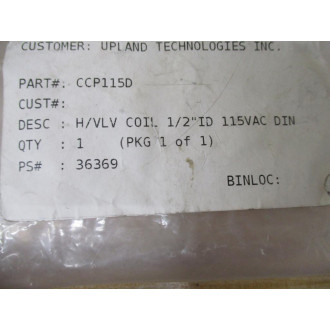 CUSTOMER: UPLAND TECHNOLOGIES INC.
PART#: CCP115D
CUST#:
DESC : H/VLV COIL 1/2"ID 115VAC DIN
QTY : 1 (PKG 1 of 1)
PS# : 36369
BINLOC: